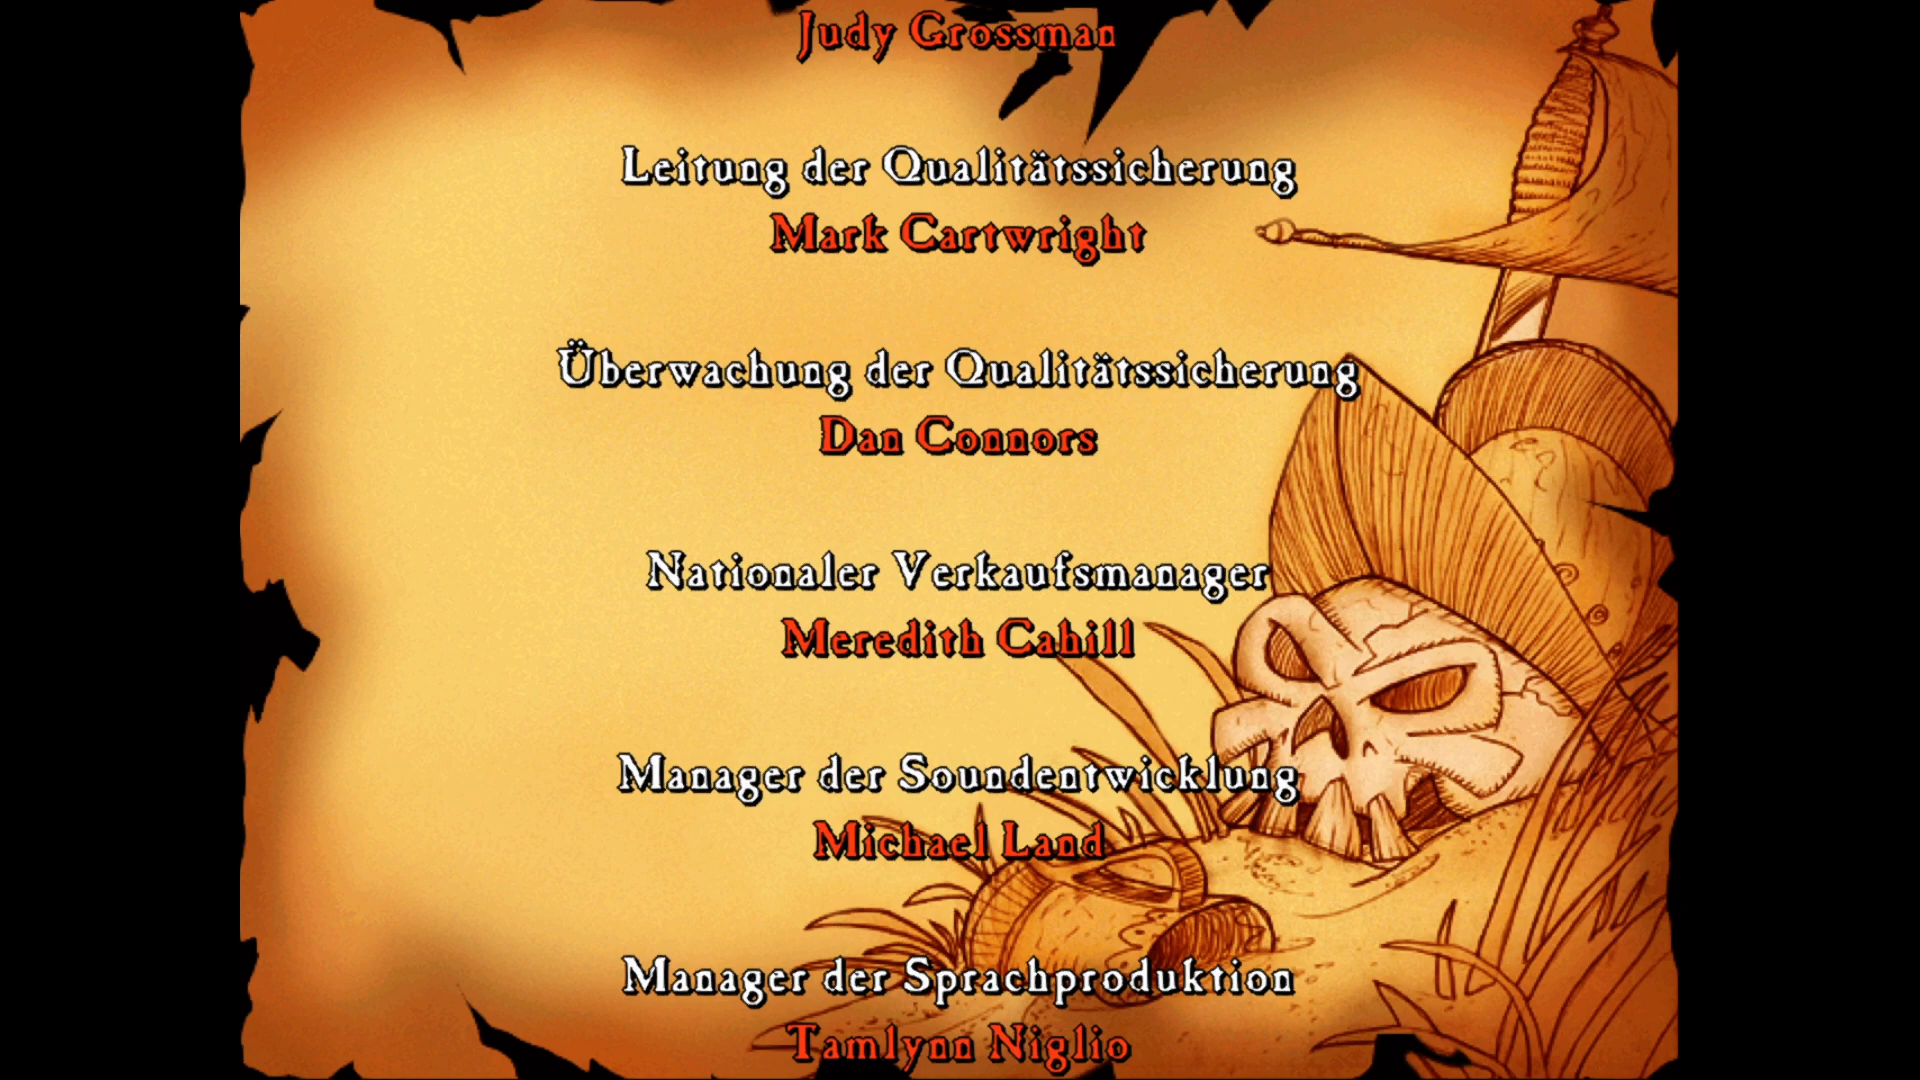 Judy Grossman
Leitung der Qualitätssicherung
Mark Cartwright
Überwachung der Qualitätssicherung
Dan Connors
Nationaler Verkaufsmanager
Meredith Cahill
Manager der Soundentwicklung
Michael Land
Manager der Sprachproduktion
Tamlynn Niglio